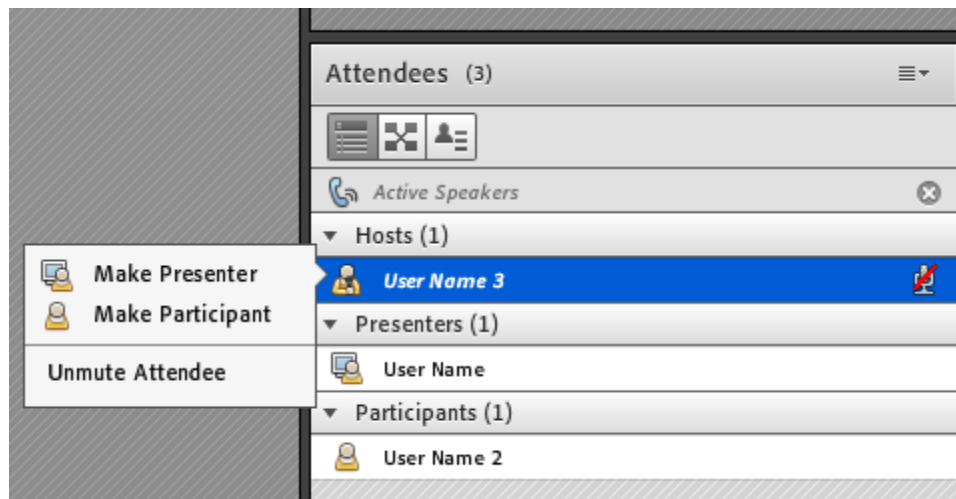 Attendees (3)
Active Speakers
Hosts (1)
Make Presenter
User Name 3
Make Participant
Presenters (1)
Unmute Attendee
User Name
Participants (1)
User Name 2